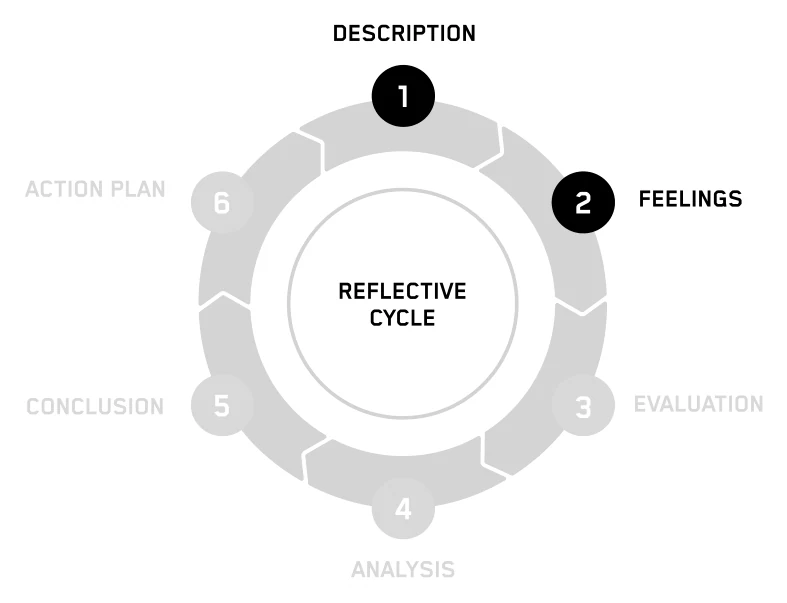 DESCRIPTION
1
2
FEELINGS
3
EVALUATION
4
ANALYSIS
5
CONCLUSION
6
ACTION PLAN
REFLECTIVE
CYCLE